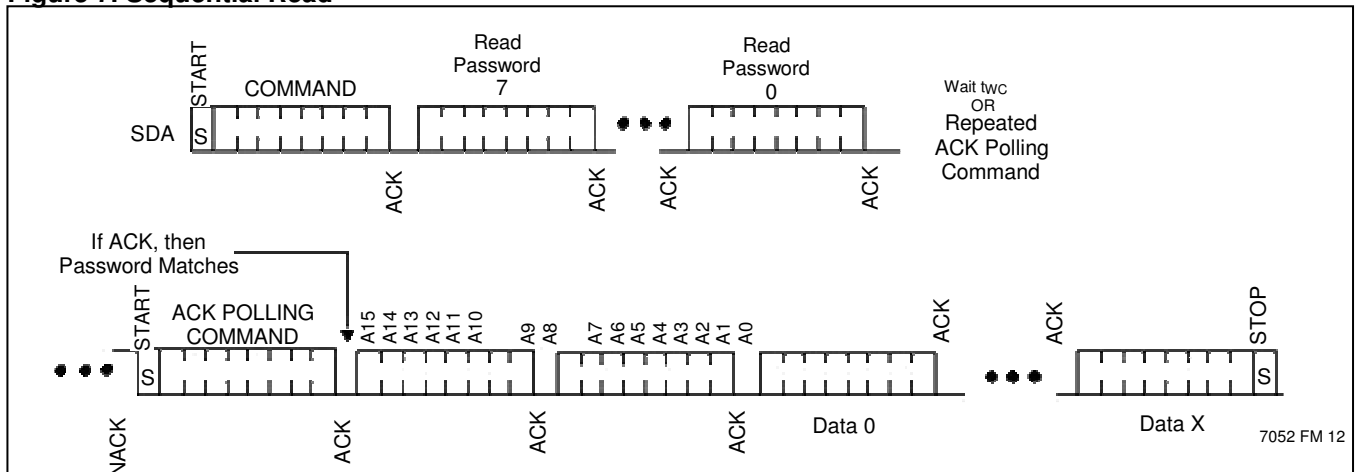 Figure 7. Sequential Read
START
COMMAND
Read
Password
7
Read
Password
0
Wait tWC
OR
Repeated
ACK Polling
Command
SDA
S
ACK
ACK
ACK
ACK
If ACK, then
Password Matches
START
ACK POLLING
COMMAND
A15
A14
A13
A12
A11
A10
A9
A8
A7
A6
A5
A4
A3
A2
A1
A0
ACK
ACK
STOP
S
S
NACK
ACK
ACK
ACK
Data 0
Data X
7052 FM 12